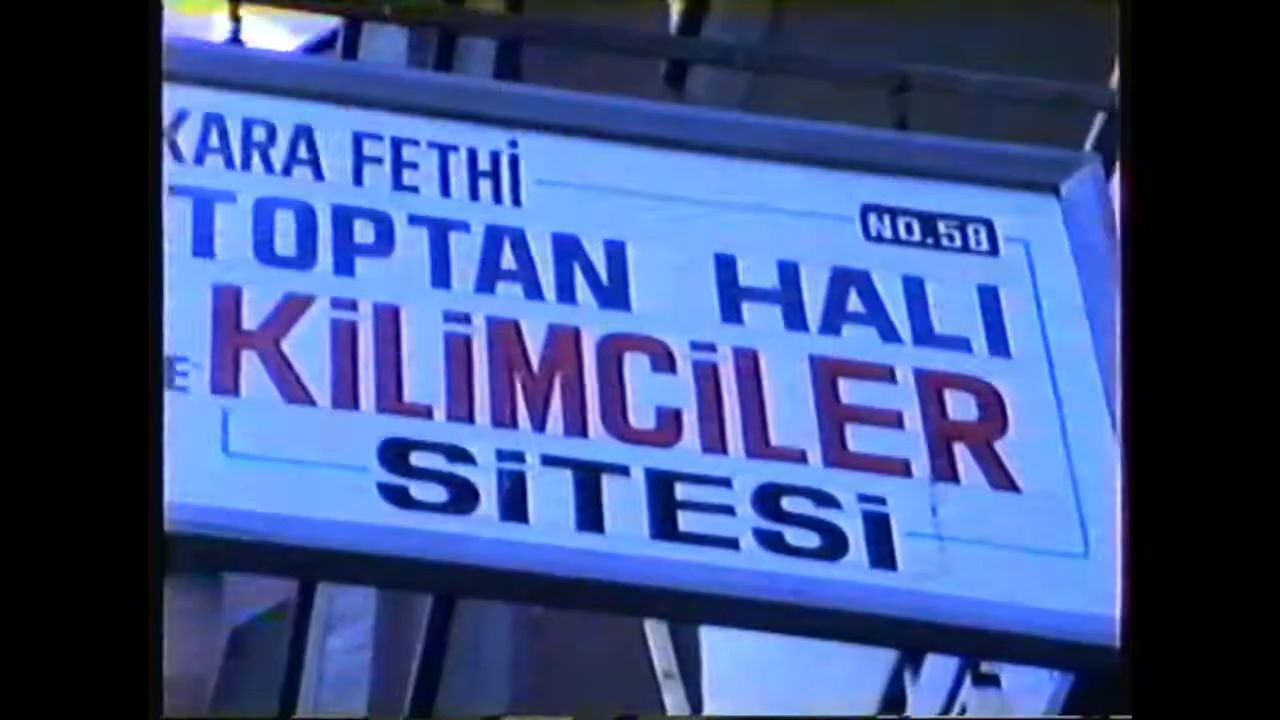 KARA FETHİ
NO.58
TOPTAN HALI
E KİLİMCİLER
SİTESİ